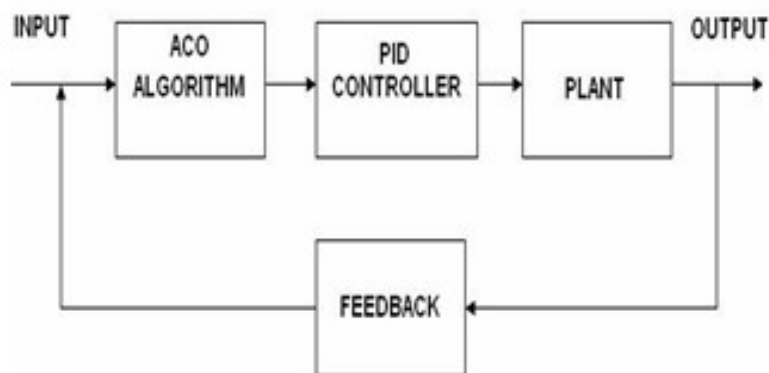 INPUT
ACO
ALGORITHM
PID
CONTROLLER
PLANT
OUTPUT
FEEDBACK